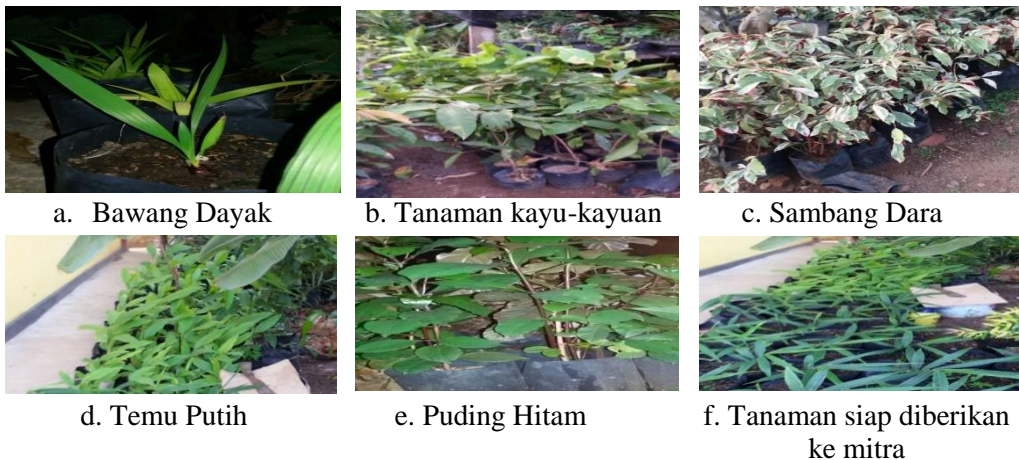 a. Bawang Dayak
b. Tanaman kayu-kayuan
c. Sambang Dara
d. Temu Putih
e. Puding Hitam
f. Tanaman siap diberikan
ke mitra